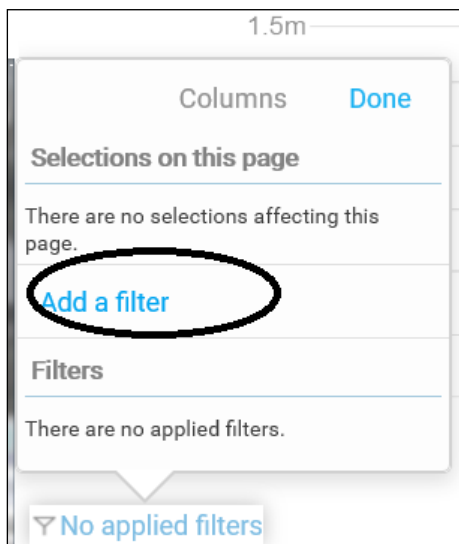 1.5m
Columns Done
Selections on this page
There are no selections affecting this
page.
Add a filter
Filters
There are no applied filters.
No applied filters